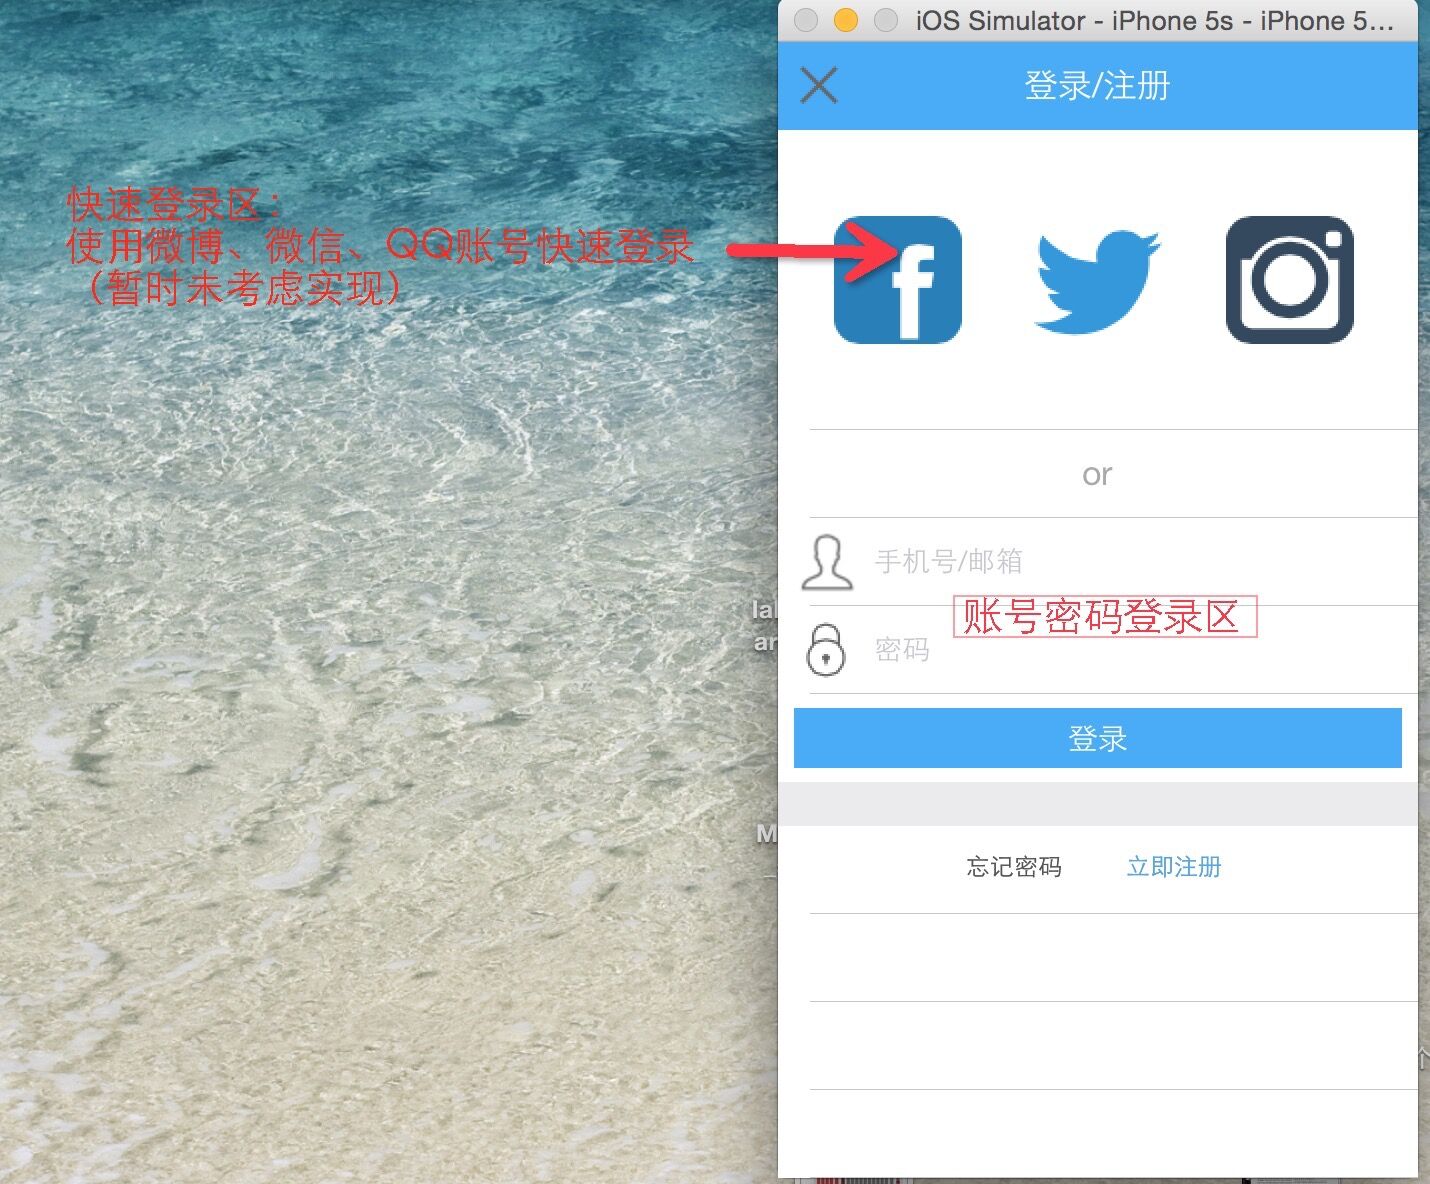 iOS Simulator - iPhone 5s - iPhone 5...
登录/注册
快速登录区：
使用微博、微信、QQ账号快速登录
（暂时未考虑实现）
f
or
手机号/邮箱
账号密码登录区
密码
登录
忘记密码
立即注册